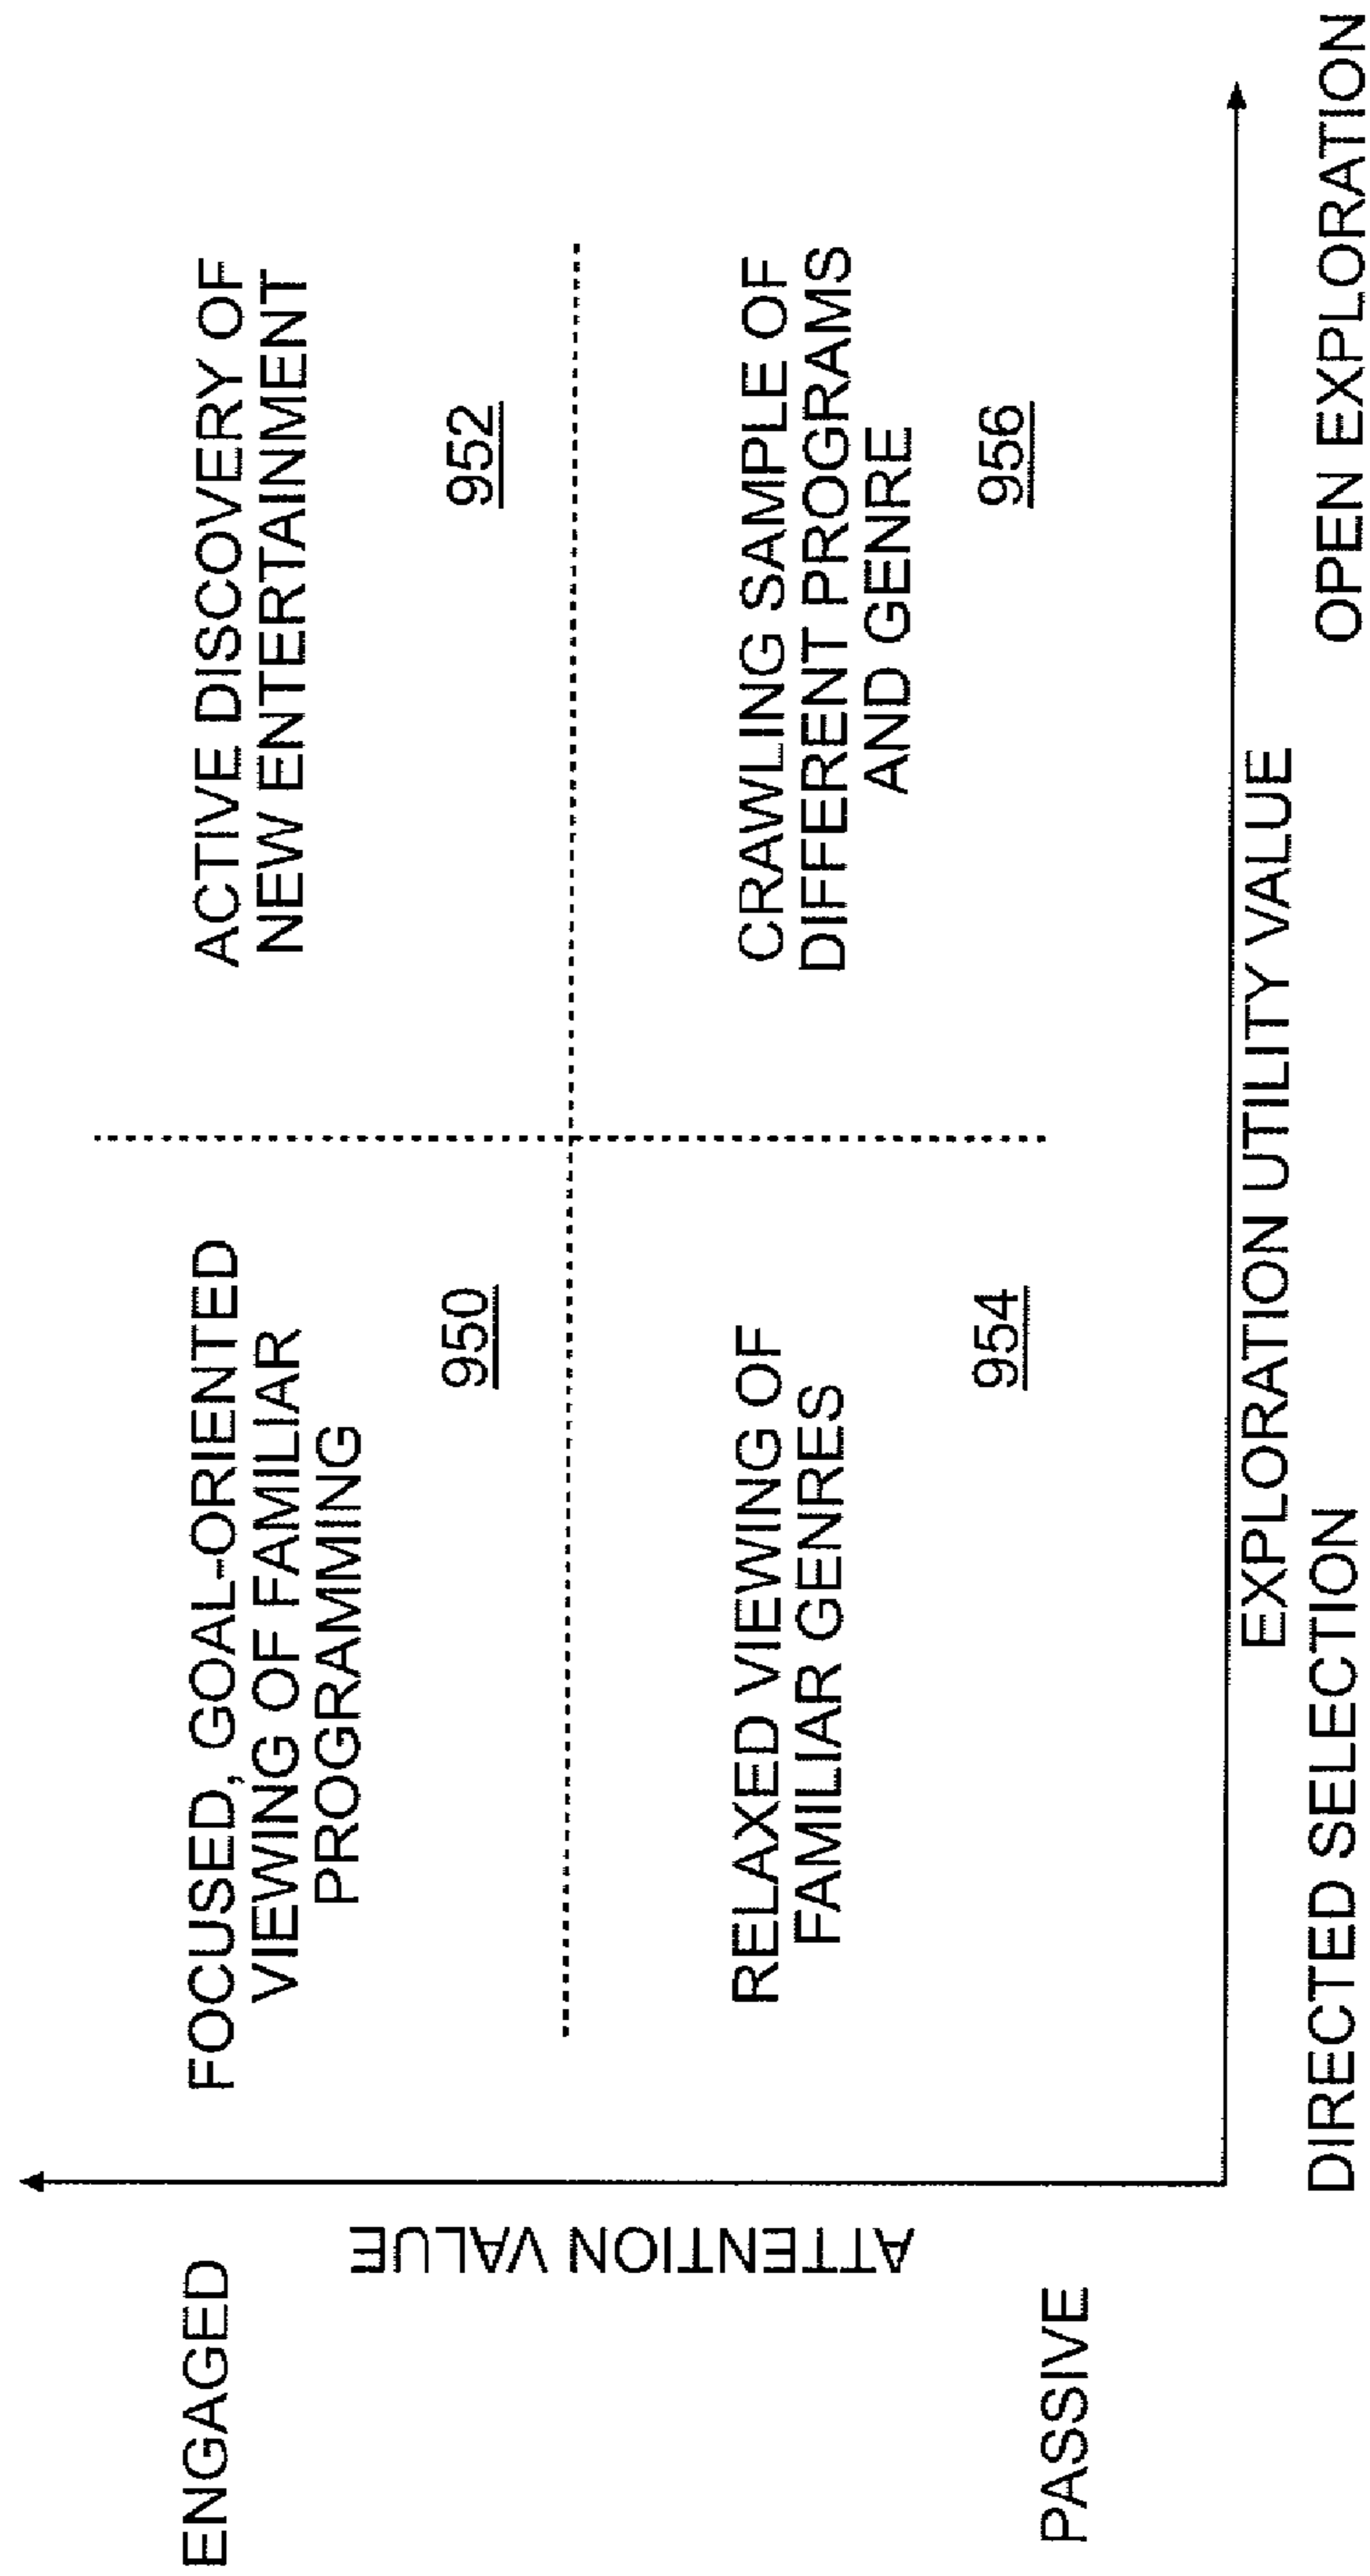 ENGAGED
ATTENTION VALUE
PASSIVE
FOCUSED, GOAL-ORIENTED
VIEWING OF FAMILIAR
PROGRAMMING
950
ACTIVE DISCOVERY OF
NEW ENTERTAINMENT
952
RELAXED VIEWING OF
FAMILIAR GENRES
954
CRAWLING SAMPLE OF
DIFFERENT PROGRAMS
AND GENRE
956
EXPLORATION UTILITY VALUE
DIRECTED SELECTION
OPEN EXPLORATION